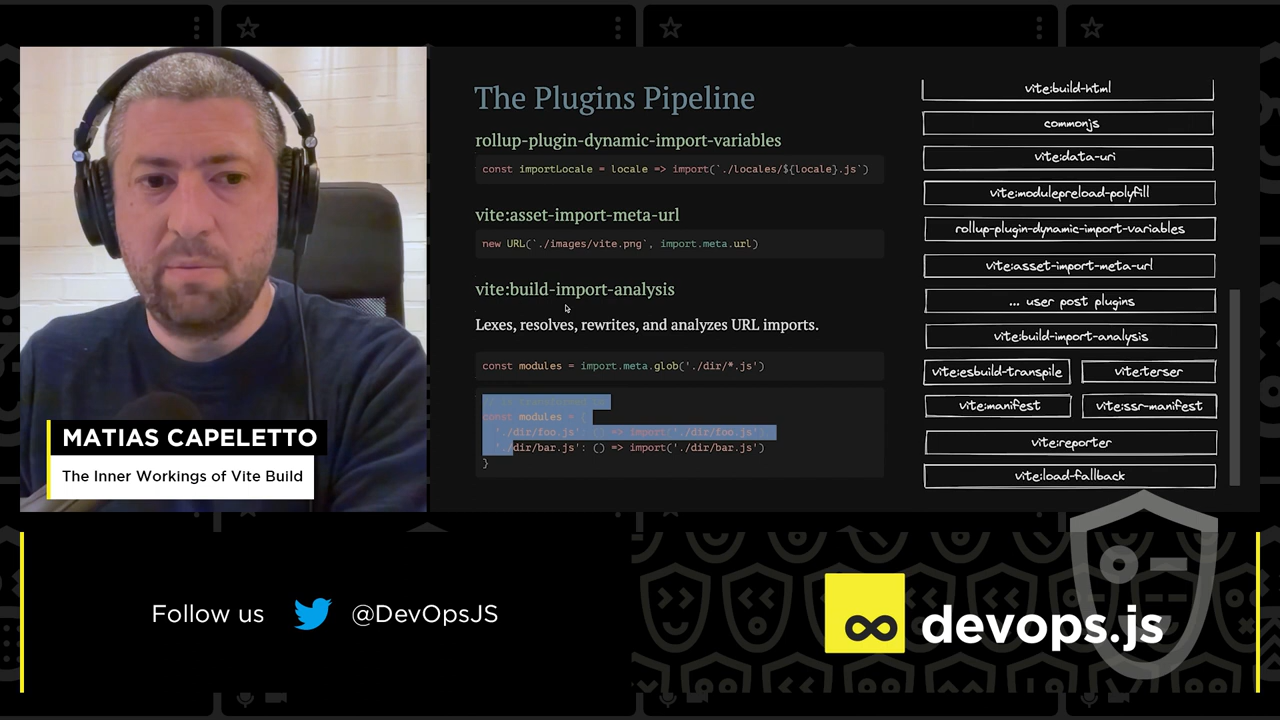 The Plugins Pipeline
rollup-plugin-dynamic-import-variables
const importLocale = locale => import(`./locales/${locale}.js`)
vite:asset-import-meta-url
new URL(`./images/vite.png`, import.meta.url)
vite:build-import-analysis
Lexes, resolves, rewrites, and analyzes URL imports.
const modules = import.meta.glob('./dir/*.js')
const modules = {
'./dir/foo.js': () => import('./dir/foo.js'),
'./dir/bar.js': () => import('./dir/bar.js')
}
vite:build-html
commonjs
vite:data-uri
vite:modulepreload-polyfill
rollup-plugin-dynamic-import-variables
vite:asset-import-meta-url
... user post plugins
vite:build-import-analysis
vite:esbuild-transpile vite:terser
vite:manifest vite:ssr-manifest
vite:reporter
vite:load-fallback
MATIAS CAPELETTO
The Inner Workings of Vite Build
Follow us @DevOpsJS
devops.js